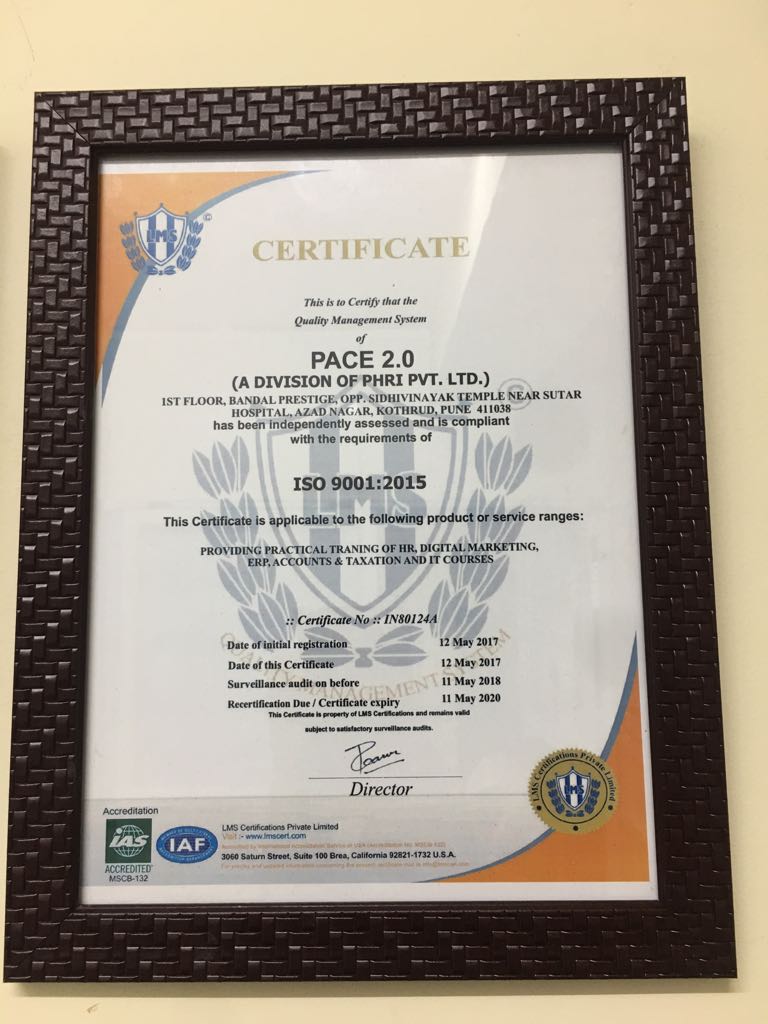 LMS
©
CERTIFICATE
This is to Certify that the
Quality Management System
of
PACE 2.0
(A DIVISION OF PHRI PVT. LTD.)
1ST FLOOR, BANDAL PRESTIGE, OPP. SIDHIVINAYAK TEMPLE NEAR SUTAR
HOSPITAL, AZAD NAGAR, KOTHRUD, PUNE 411038
has been independently assessed and is compliant
with the requirements of
©
LMS
ISO 9001:2015
This Certificate is applicable to the following product or service ranges:
PROVIDING PRACTICAL TRANING OF HR, DIGITAL MARKETING,
ERP, ACCOUNTS & TAXATION AND IT COURSES
:: Certificate No :: IN80124A
QUALITY MANAGEMENT SYSTEM
Date of initial registration 12 May 2017
Date of this Certificate 12 May 2017
Surveillance audit on before 11 May 2018
Recertification Due / Certificate expiry 11 May 2020
This Certificate is property of LMS Certifications and remains valid
subject to satisfactory surveillance audits.
Director
LMS Certifications Private Limited
LMS
Accreditation
IAS
ACCREDITED
MSCB-132
IAF
LMS Certifications Private Limited
Visit :- www.lmscert.com
3060 Saturn Street, Suite 100 Brea, California 92821-1732 U.S.A.